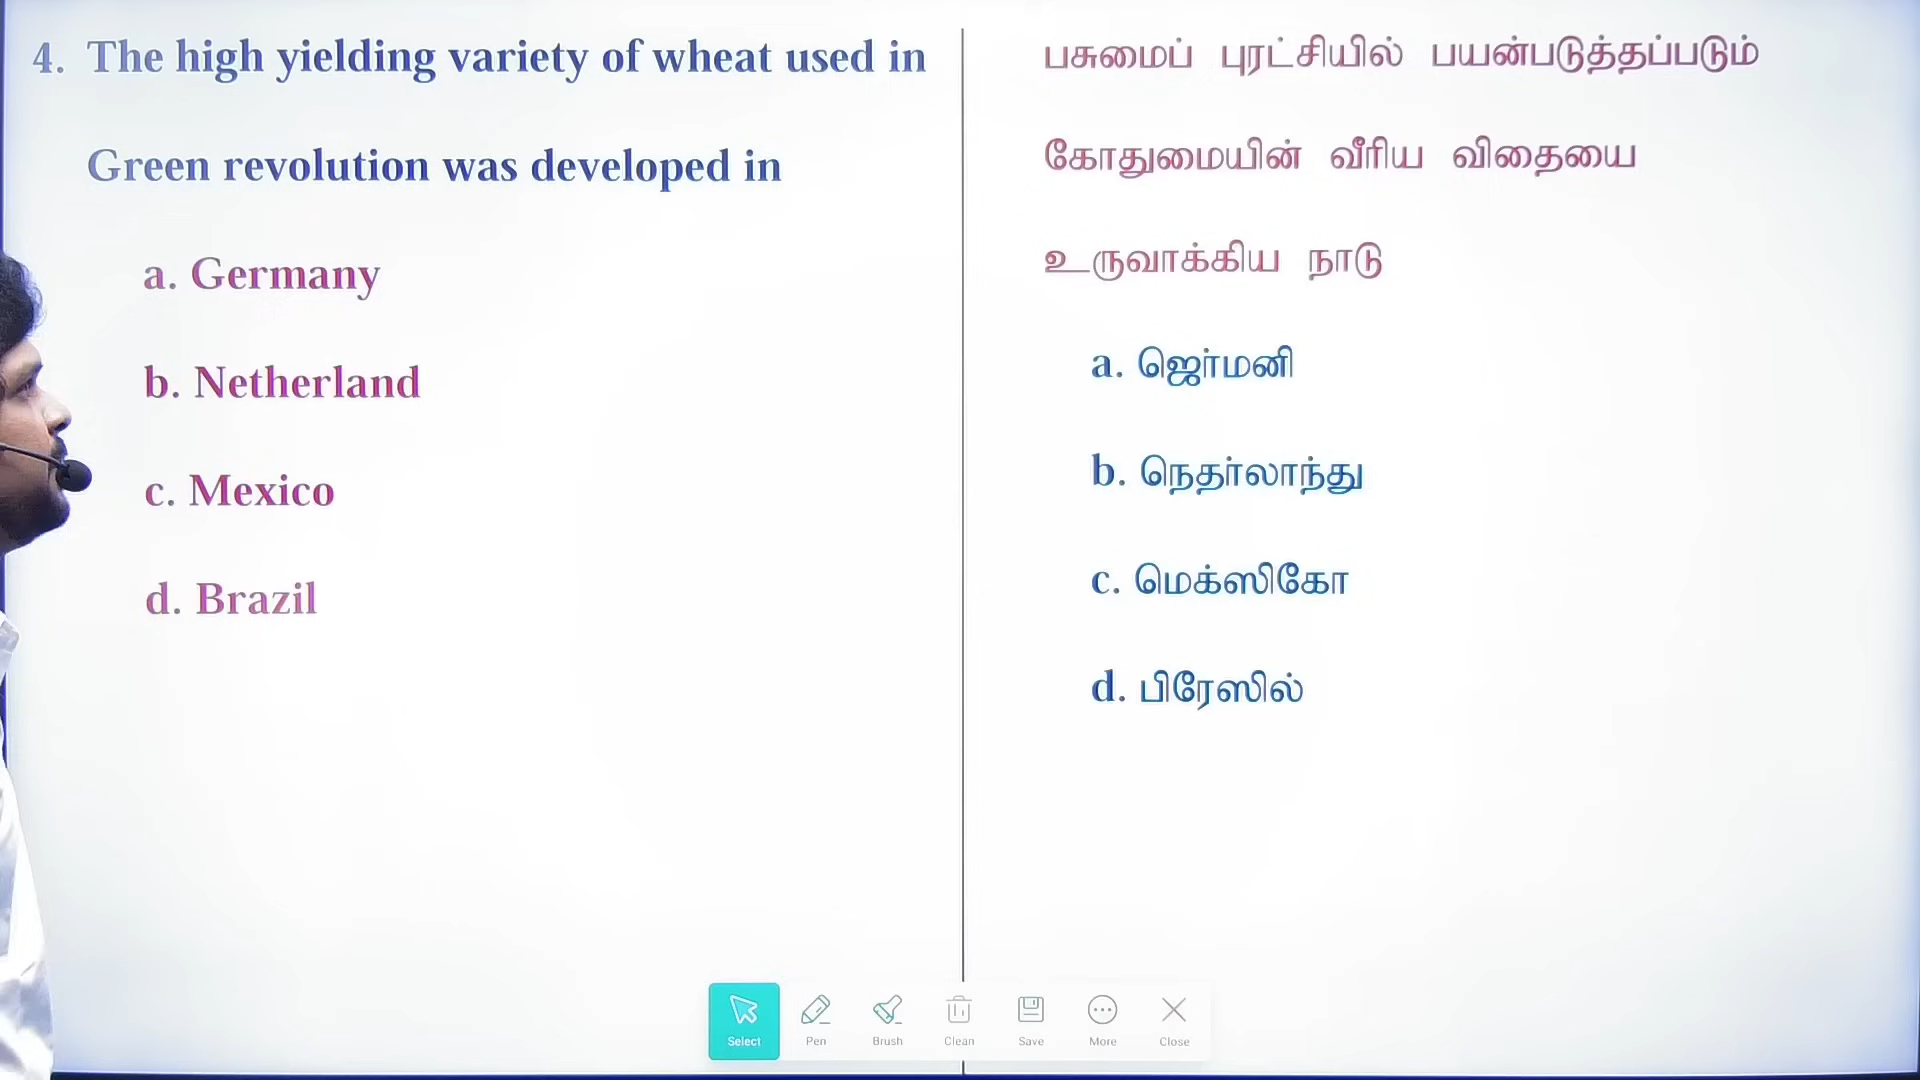 4. The high yielding variety of wheat used in
Green revolution was developed in
a. Germany
b. Netherland
c. Mexico
d. Brazil
பசுமைப் புரட்சியில் பயன்படுத்தப்படும்
கோதுமையின் வீரிய விதையை
உருவாக்கிய நாடு
a. ஜெர்மனி
b. நெதர்லாந்து
c. மெக்ஸிகோ
d. பிரேஸில்
Select Pen Brush Clean Save More Close